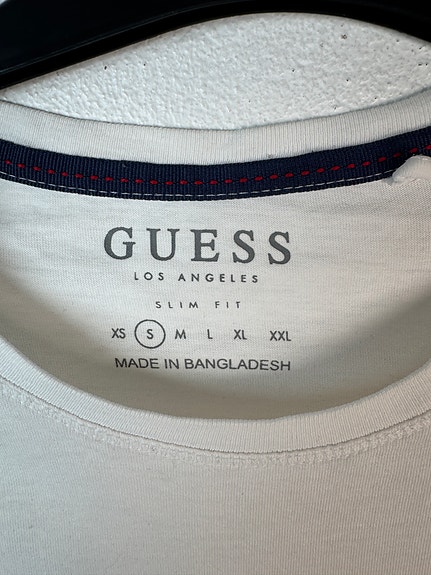 GUESS
LOS ANGELES
SLIM FIT
XS S M L XL XXL
MADE IN BANGLADESH